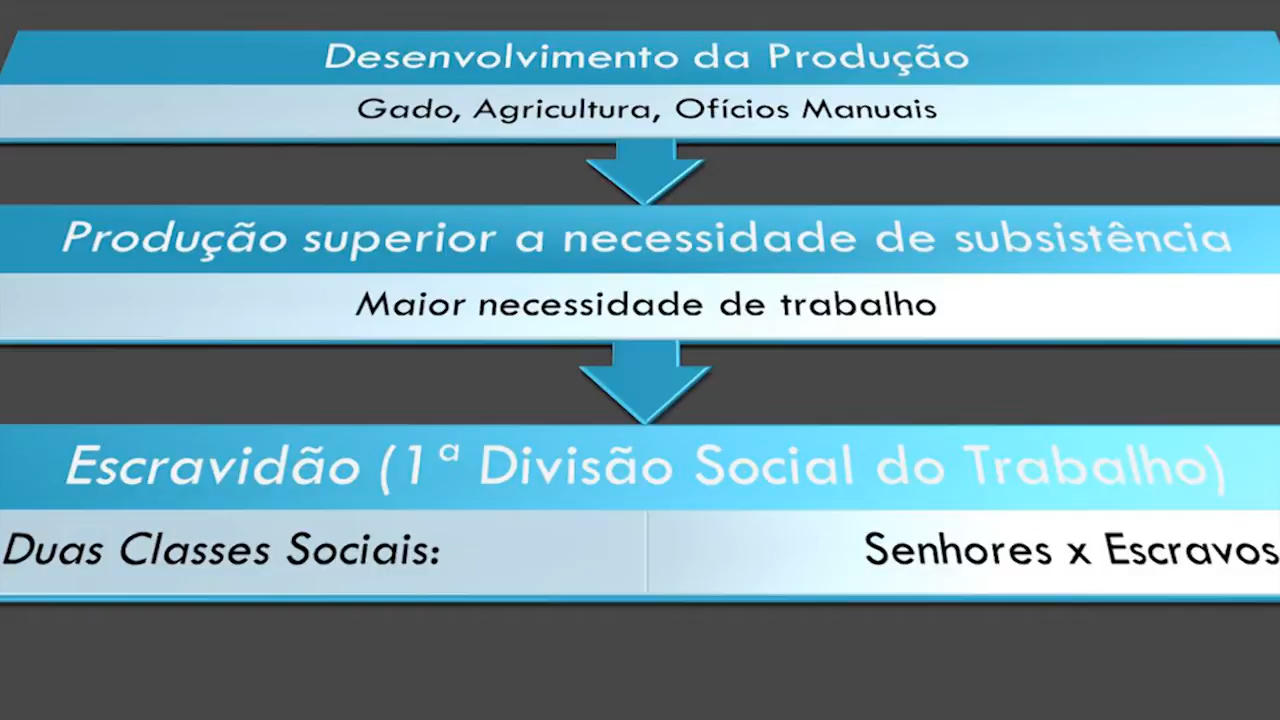 Desenvolvimento da Produção
Gado, Agricultura, Ofícios Manuais
Produção superior a necessidade de subsistência
Maior necessidade de trabalho
Escravidão (1ª Divisão Social do Trabalho)
Duas Classes Sociais:
Senhores x Escravos